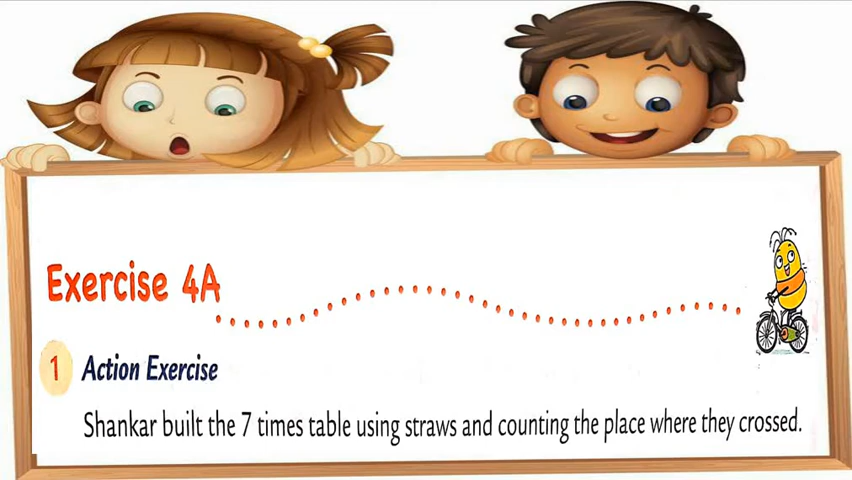 Exercise 4A
1 Action Exercise
Shankar built the 7 times table using straws and counting the place where they crossed.